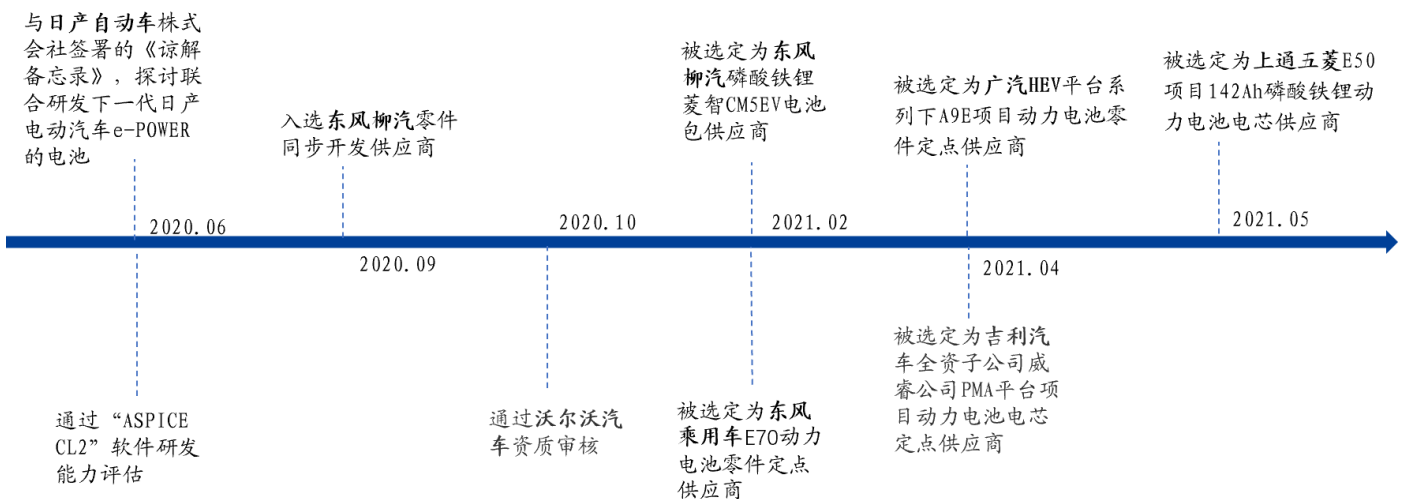 与日产自动车株式
会社签署的《谅解
备忘录》，探讨联
合研发下一代日产
电动汽车e-POWER
的电池
2020.06
通过“ASPICE
CL2”软件研发
能力评估
入选东风柳汽零件
同步开发供应商
2020.09
2020.10
通过沃尔沃汽
车资质审核
被选定为东风
柳汽磷酸铁锂
菱智CM5EV电池
包供应商
2021.02
被选定为东风
乘用车E70动力
电池零件定点
供应商
被选定为广汽HEV平台系
列下A9E项目动力电池零
件定点供应商
2021.04
被选定为吉利汽
车全资子公司威
睿公司PMA平台项
目动力电池电芯
定点供应商
被选定为上通五菱E50
项目142Ah磷酸铁锂动
力电池电芯供应商
2021.05